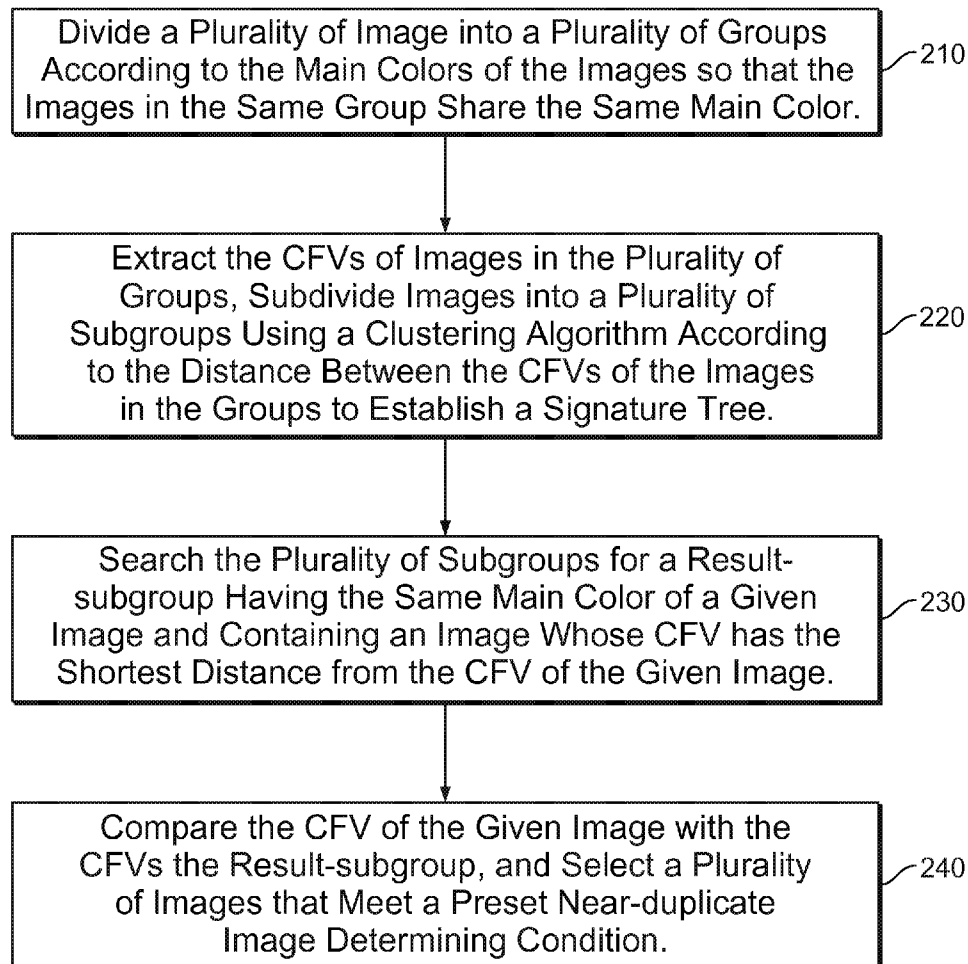 Divide a Plurality of Image into a Plurality of Groups
According to the Main Colors of the Images so that the
Images in the Same Group Share the Same Main Color.
210
Extract the CFVs of Images in the Plurality of
Groups, Subdivide Images into a Plurality of
Subgroups Using a Clustering Algorithm According
to the Distance Between the CFVs of the Images
in the Groups to Establish a Signature Tree.
220
Search the Plurality of Subgroups for a Result-
subgroup Having the Same Main Color of a Given
Image and Containing an Image Whose CFV has the
Shortest Distance from the CFV of the Given Image.
230
Compare the CFV of the Given Image with the
CFVs the Result-subgroup, and Select a Plurality
of Images that Meet a Preset Near-duplicate
Image Determining Condition.
240